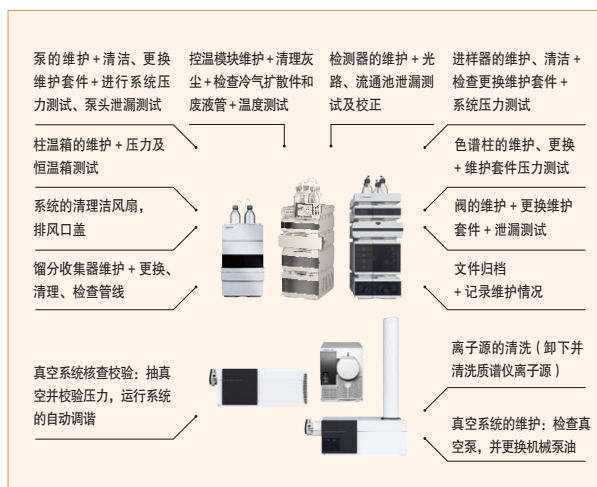 泵的维护 + 清洁、更换
维护套件 + 进行系统压
力测试、泵头泄漏测试
控温模块维护 + 清理灰
尘 + 检查冷气扩散件和
废液管 + 温度测试
检测器的维护 + 光
路、流通池泄漏测
试及校正
进样器的维护、清洁 +
检查更换维护套件 +
系统压力测试
柱温箱的维护 + 压力及
恒温箱测试
色谱柱的维护、更换
+ 维护套件压力测试
系统的清理洁风扇，
排风口盖
阀的维护 + 更换维护
套件 + 泄漏测试
馏分收集器维护 + 更换、
清理、检查管线
文件归档
+ 记录维护情况
真空系统核查校验：抽真
空并校验压力，运行系统
的自动调谐
离子源的清洗（卸下并
清洗质谱仪离子源）
真空系统的维护：检查真
空泵，并更换机械泵油